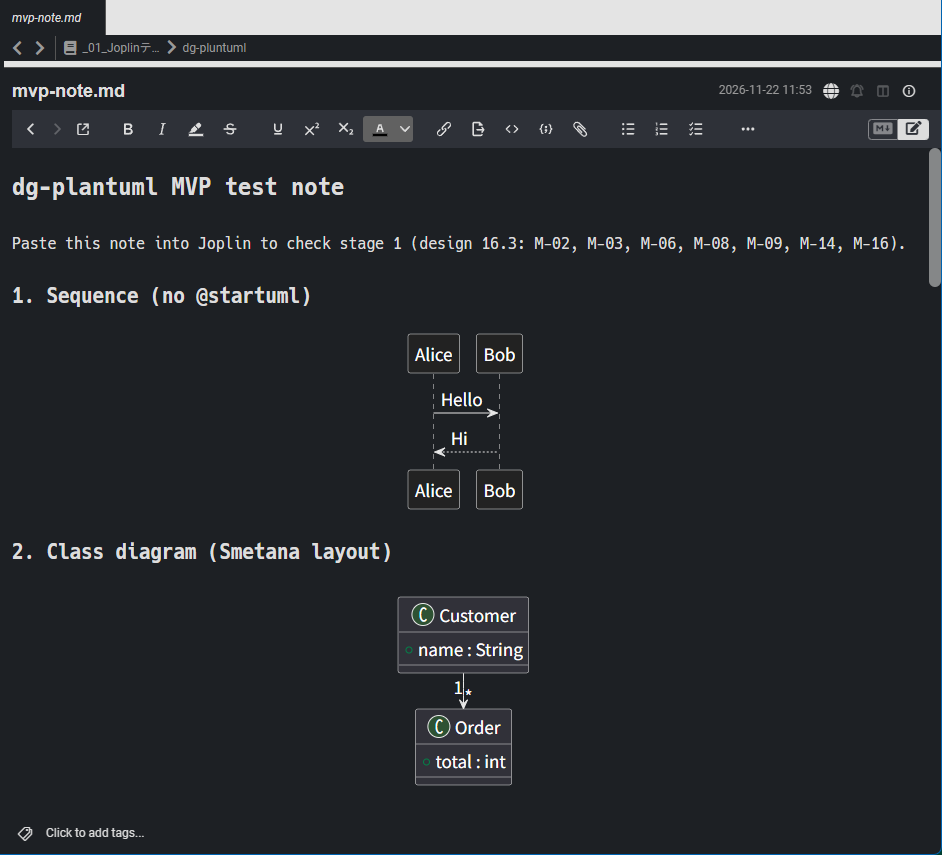 mvp-note.md
_01_Joplinテ... dg-pluntuml
mvp-note.md 2026-11-22 11:53
B I S U X² X₂ A
M
dg-plantuml MVP test note
Paste this note into Joplin to check stage 1 (design 16.3: M-02, M-03, M-06, M-08, M-09, M-14, M-16).
1. Sequence (no @startuml)
Alice Bob
Hello
Hi
Alice Bob
2. Class diagram (Smetana layout)
C Customer
name : String
1 *
C Order
total : int
Click to add tags...